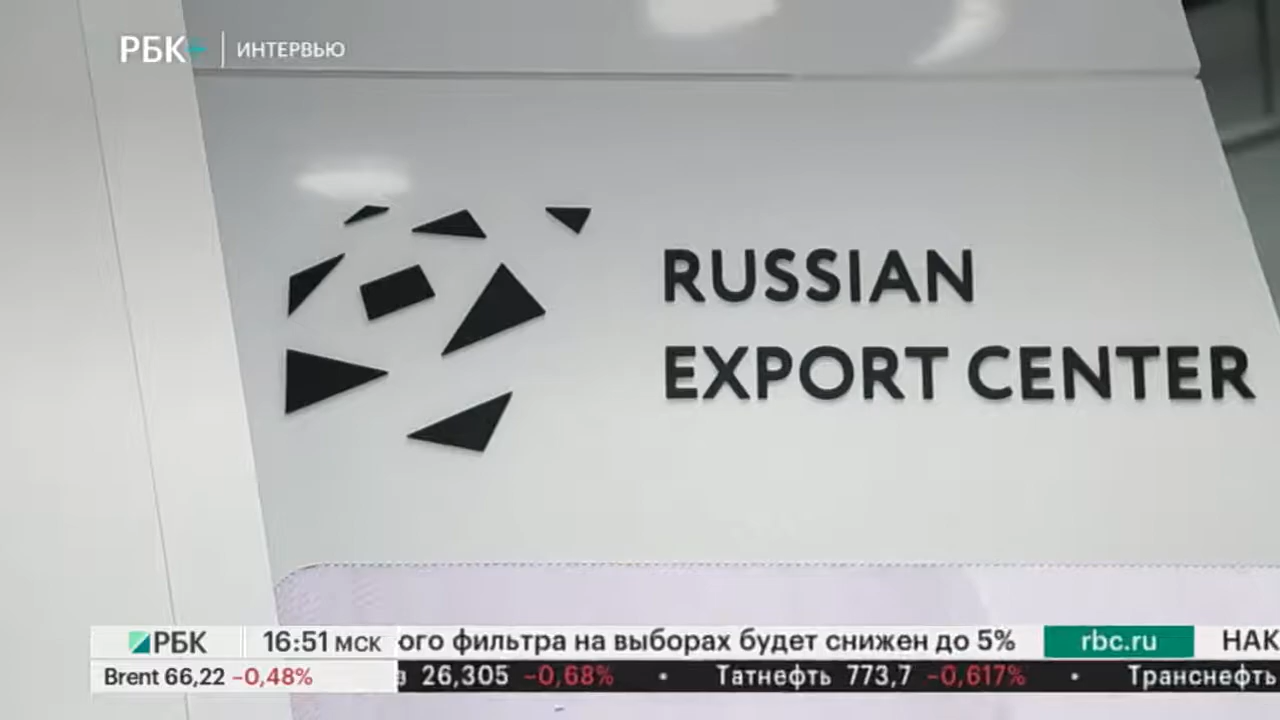 РБК+ | ИНТЕРВЬЮ
RUSSIAN
EXPORT CENTER
РБК 16:51 МСК ого фильтра на выборах будет снижен до 5% rbc.ru НАК
Brent 66,22 −0,48% 26,305 −0,68% • Татнефть 773,7 −0,617% • Транснефть